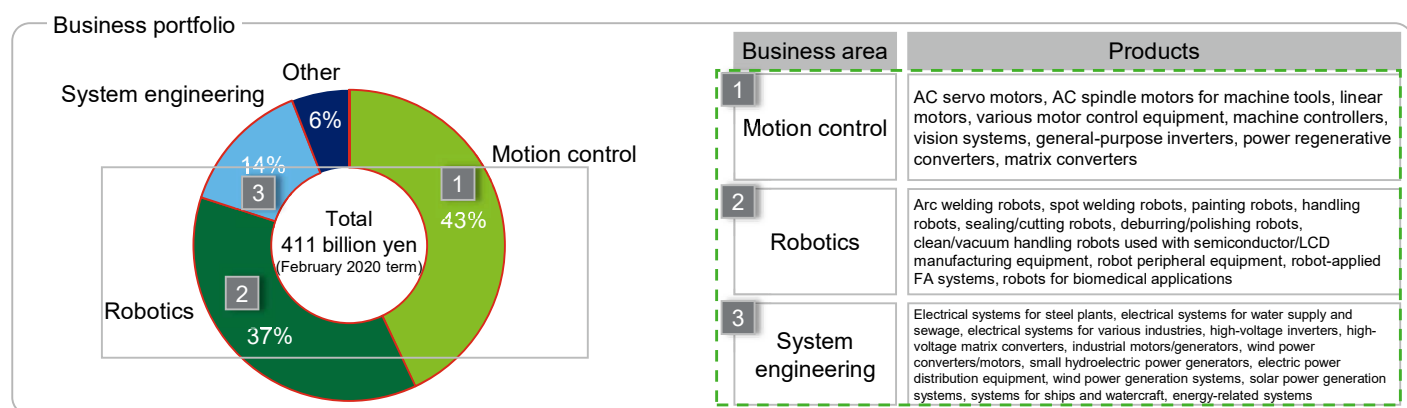 Business portfolio
Other
System engineering
6%
14%
3
Motion control
1
43%
Total
411 billion yen
(February 2020 term)
2
Robotics
37%
Business area
Products
1
Motion control
AC servo motors, AC spindle motors for machine tools, linear
motors, various motor control equipment, machine controllers,
vision systems, general-purpose inverters, power regenerative
converters, matrix converters
2
Robotics
Arc welding robots, spot welding robots, painting robots, handling
robots, sealing/cutting robots, deburring/polishing robots,
clean/vacuum handling robots used with semiconductor/LCD
manufacturing equipment, robot peripheral equipment, robot-applied
FA systems, robots for biomedical applications
3
System
engineering
Electrical systems for steel plants, electrical systems for water supply and
sewage, electrical systems for various industries, high-voltage inverters, high-
voltage matrix converters, industrial motors/generators, wind power
converters/motors, small hydroelectric power generators, electric power
distribution equipment, wind power generation systems, solar power generation
systems, systems for ships and watercraft, energy-related systems